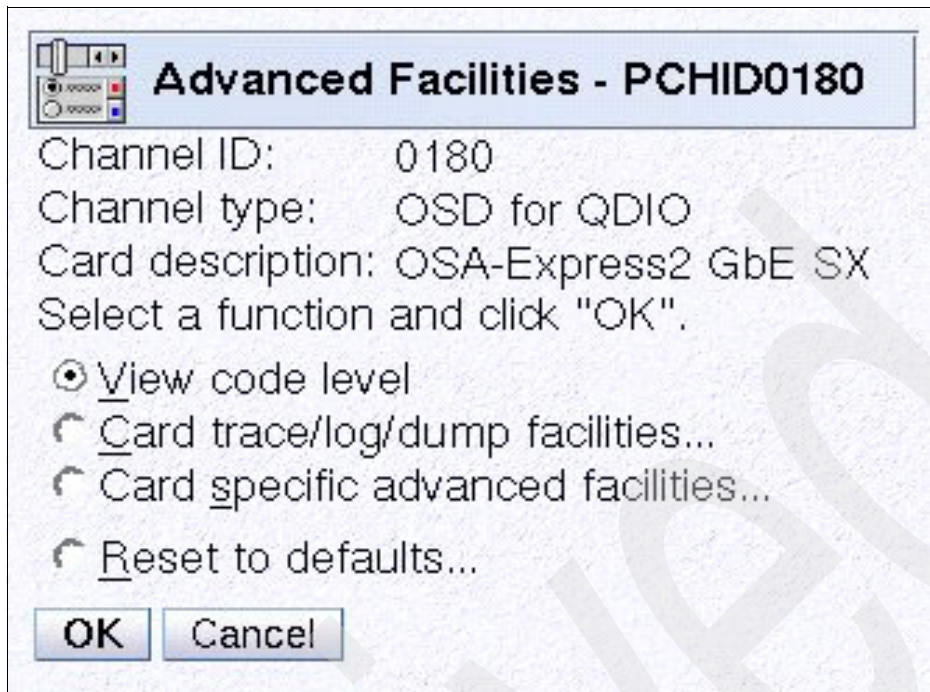 Advanced Facilities - PCHID0180
Channel ID: 0180
Channel type: OSD for QDIO
Card description: OSA-Express2 GbE SX
Select a function and click "OK".
View code level
Card trace/log/dump facilities...
Card specific advanced facilities...
Reset to defaults...
OK Cancel